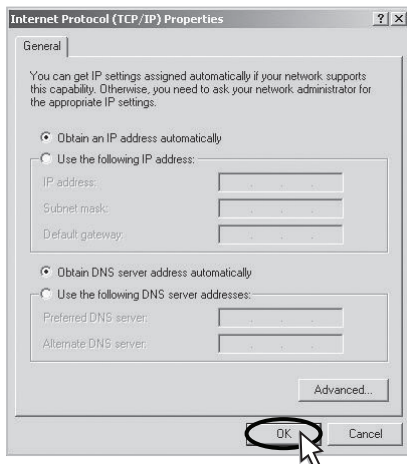 Internet Protocol (TCP/IP) Properties
General
You can get IP settings assigned automatically if your network supports
this capability. Otherwise, you need to ask your network administrator for
the appropriate IP settings.
Obtain an IP address automatically
Use the following IP address:
IP address:
Subnet mask:
Default gateway:
Obtain DNS server address automatically
Use the following DNS server addresses:
Preferred DNS server:
Alternate DNS server:
Advanced...
OK Cancel